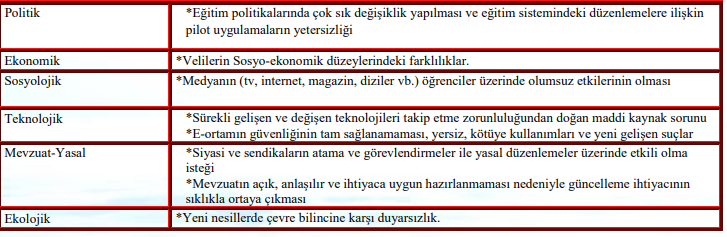 Politik
*Eğitim politikalarında çok sık değişiklik yapılması ve eğitim sistemindeki düzenlemelere ilişkin
pilot uygulamaların yetersizliği
Ekonomik
*Velilerin Sosyo-ekonomik düzeylerindeki farklılıklar.
Sosyolojik
*Medyanın (tv, internet, magazin, diziler vb.) öğrenciler üzerinde olumsuz etkilerinin olması
Teknolojik
*Sürekli gelişen ve değişen teknolojileri takip etme zorunluluğundan doğan maddi kaynak sorunu
*E-ortamın güvenliğinin tam sağlanamaması, yersiz, kötüye kullanımları ve yeni gelişen suçlar
Mevzuat-Yasal
*Siyasi ve sendikaların atama ve görevlendirmeler ile yasal düzenlemeler üzerinde etkili olma
isteği
*Mevzuatın açık, anlaşılır ve ihtiyaca uygun hazırlanmaması nedeniyle güncelleme ihtiyacının
sıklıkla ortaya çıkması
Ekolojik
*Yeni nesillerde çevre bilincine karşı duyarsızlık.